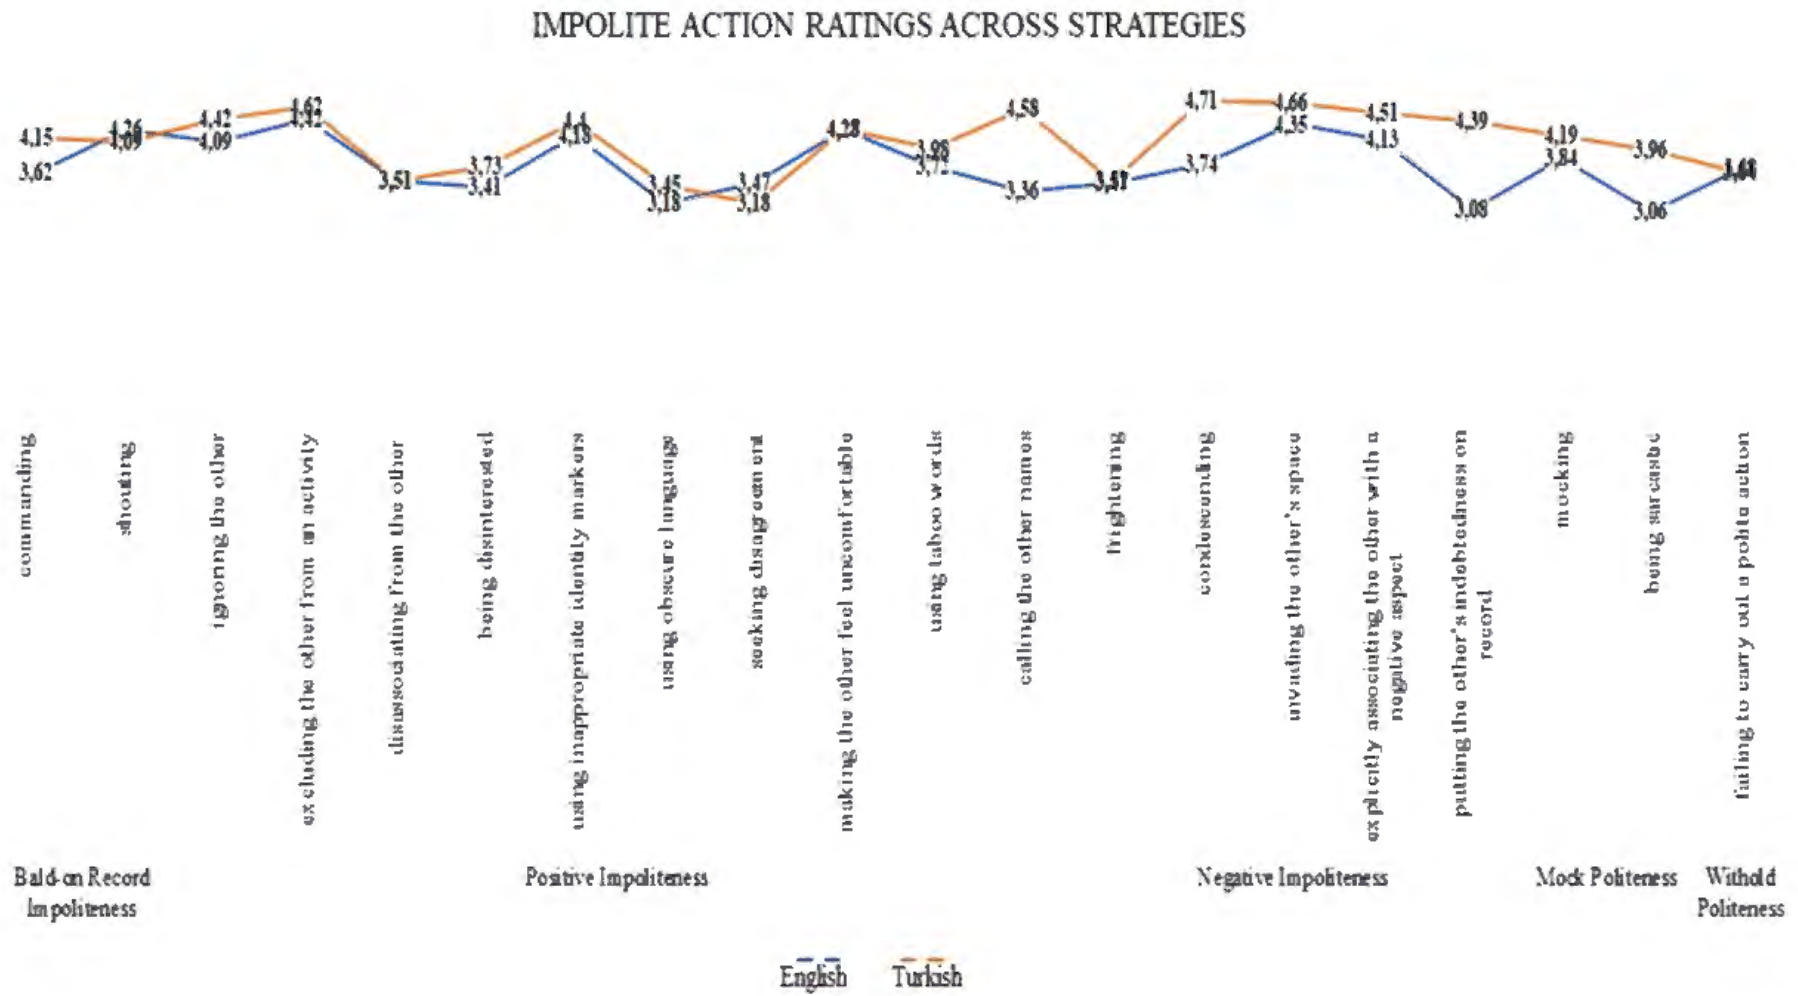 IMPOLITE ACTION RATINGS ACROSS STRATEGIES
4,15
4,26
4,42
4,62
3,51
3,73
4,4
3,45
3,18
4,28
3,98
4,58
3,51
4,71
4,66
4,51
4,39
4,19
3,96
3,62
4,09
4,09
4,42
3,41
4,18
3,18
3,47
3,72
3,36
3,74
4,35
4,13
3,08
3,84
3,06
commanding
shouting
ignoring the other
excluding the other from an activity
disassociating from the other
being disinterested
using inappropriate identity markers
using obscure language
seeking disagreement
making the other feel uncomfortable
using taboo words
calling the other names
frightening
condescending
invading the other's space
explicitly associating the other with a
negative aspect
putting the other's indebtedness on
record
mocking
being sarcastic
failing to carry out a polite action
Bald-on Record
Impoliteness
Positive Impoliteness
Negative Impoliteness
Mock Politeness
Withold
Politeness
English
Turkish